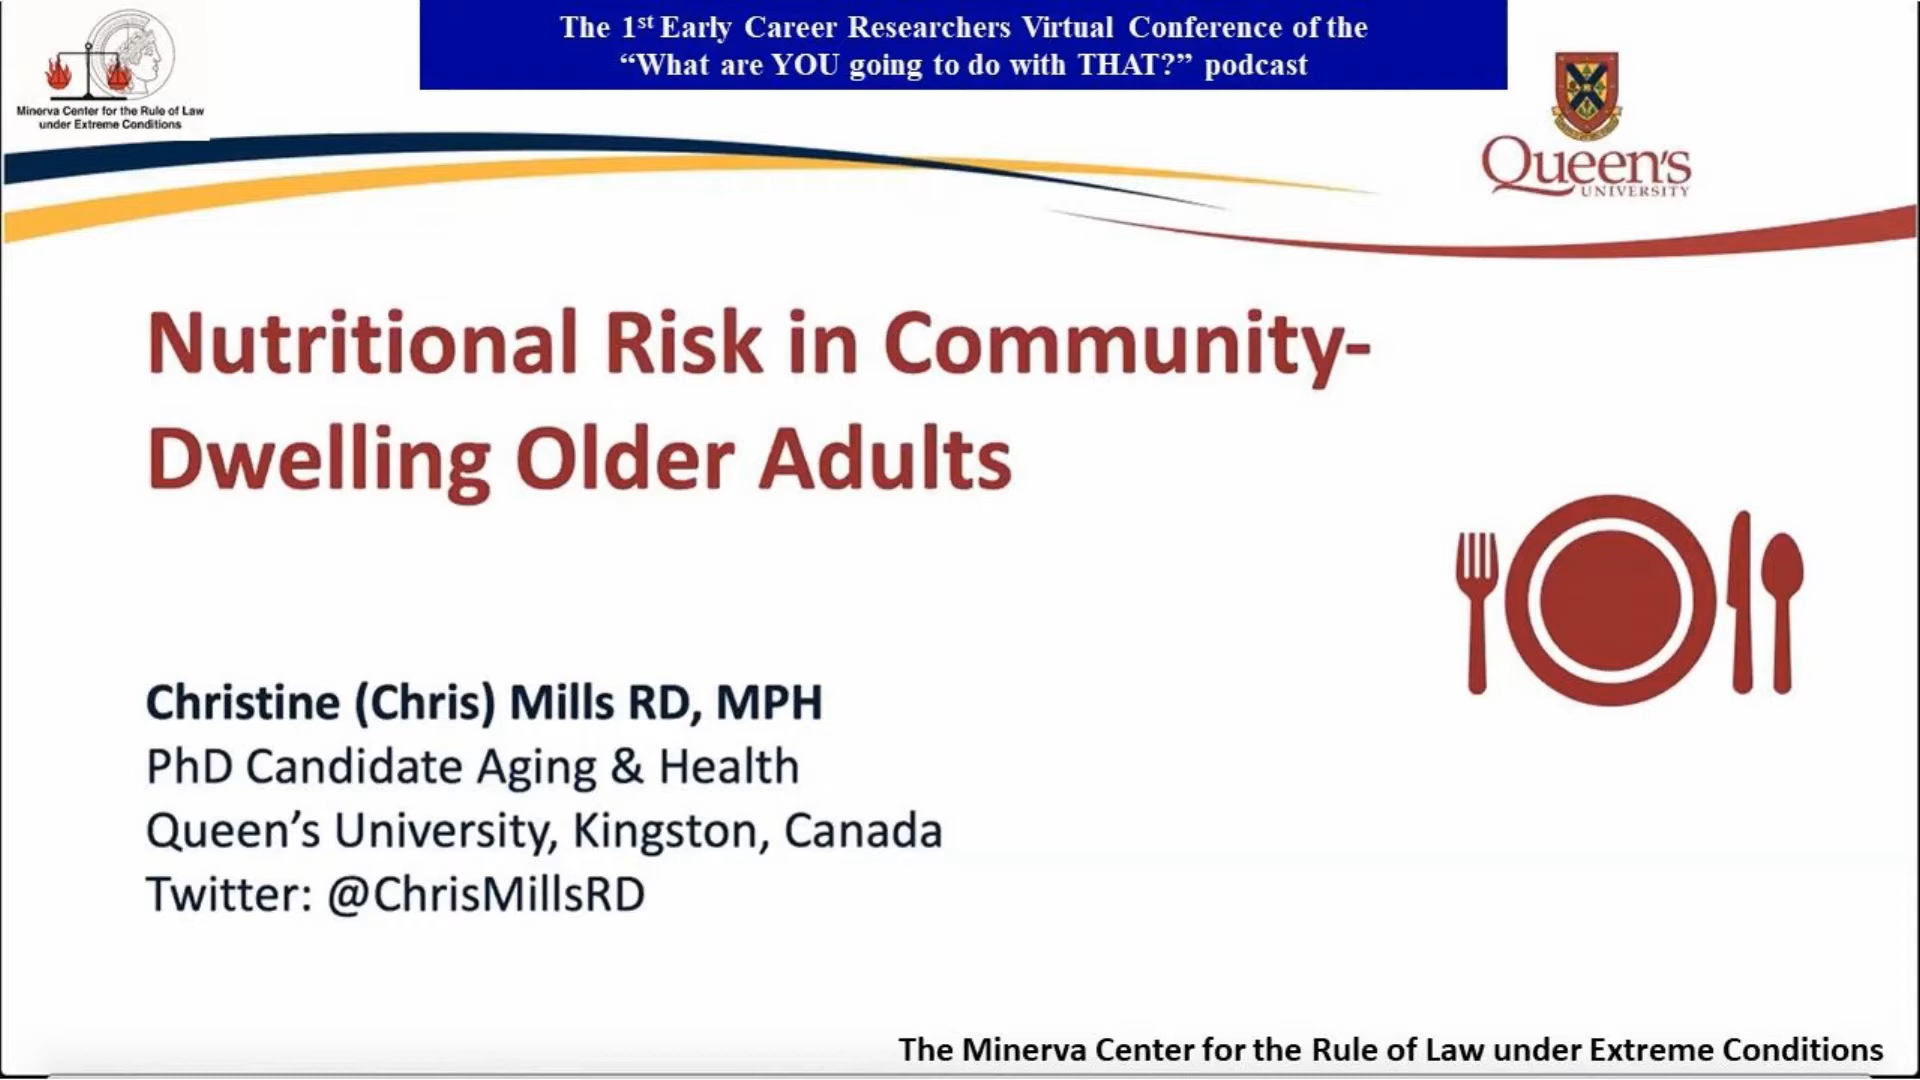 The 1st Early Career Researchers Virtual Conference of the
“What are YOU going to do with THAT?” podcast
Minerva Center for the Rule of Law
under Extreme Conditions
Queen's
UNIVERSITY
Nutritional Risk in Community-
Dwelling Older Adults
Christine (Chris) Mills RD, MPH
PhD Candidate Aging & Health
Queen’s University, Kingston, Canada
Twitter: @ChrisMillsRD
The Minerva Center for the Rule of Law under Extreme Conditions